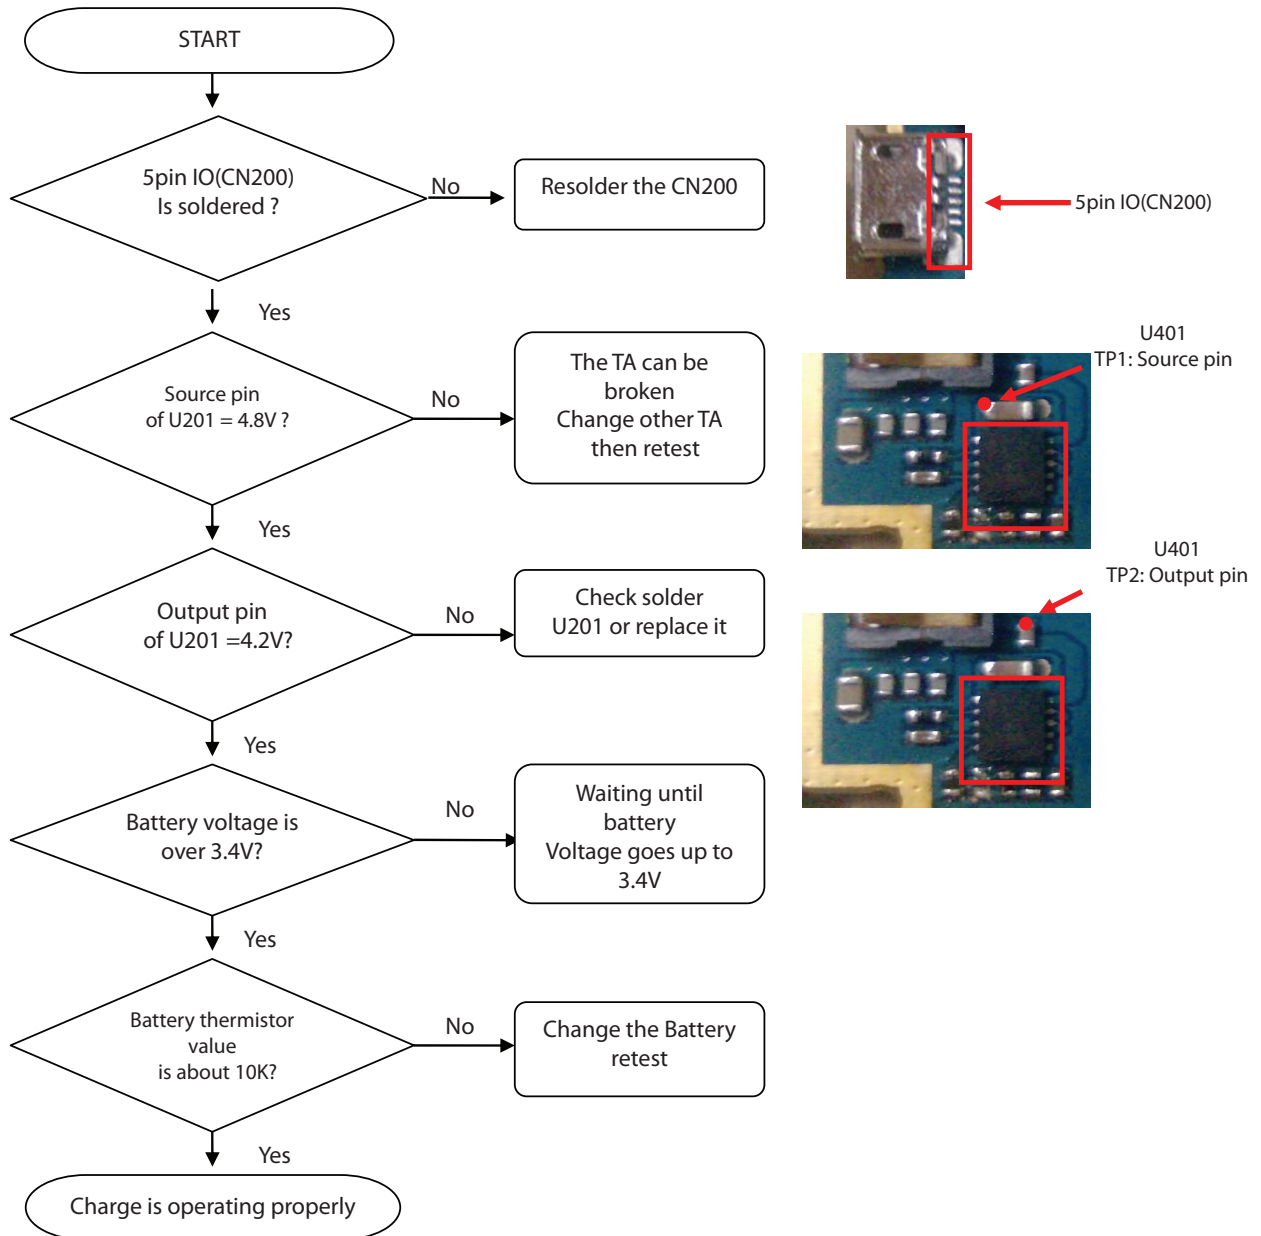 START
5pin IO(CN200)
Is soldered ?
No
Resolder the CN200
5pin IO(CN200)
Yes
Source pin
of U201 = 4.8V ?
No
The TA can be
broken
Change other TA
then retest
U401
TP1: Source pin
Yes
Output pin
of U201 =4.2V?
No
Check solder
U201 or replace it
U401
TP2: Output pin
Yes
Battery voltage is
over 3.4V?
No
Waiting until
battery
Voltage goes up to
3.4V
Yes
Battery thermistor
value
is about 10K?
No
Change the Battery
retest
Yes
Charge is operating properly